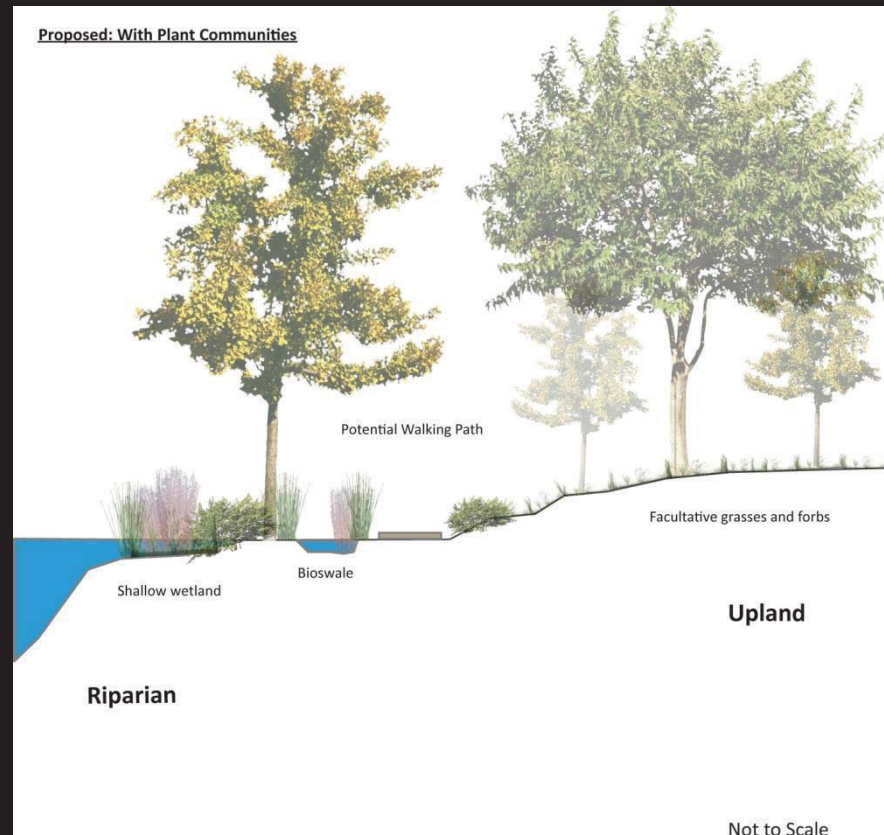 Proposed: With Plant Communities
Potential Walking Path
Facultative grasses and forbs
Bioswale
Shallow wetland
Upland
Riparian
Not to Scale